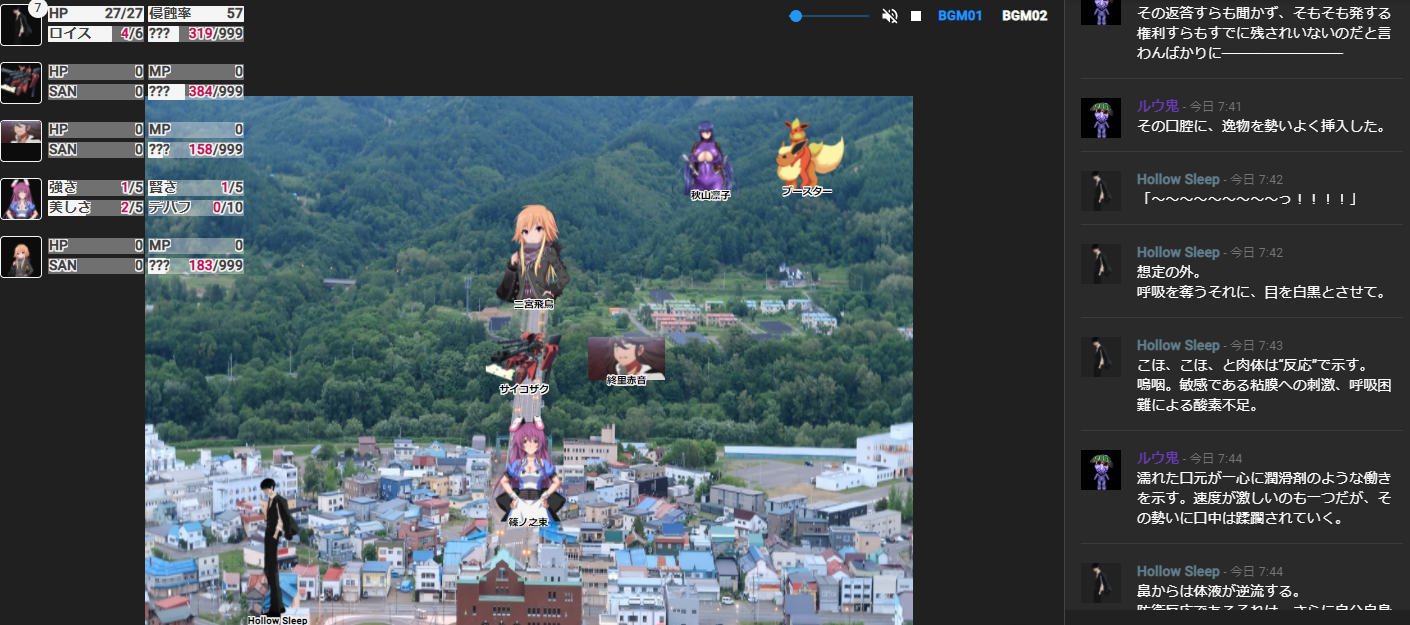 7
HP 27/27 侵蝕率 57
ロイス 4/6 ??? 319/999
HP 0 MP 0
SAN 0 ??? 384/999
HP 0 MP 0
SAN 0 ??? 158/999
強さ 1/5 賢さ 1/5
美しさ 2/5 デバフ 0/10
HP 0 MP 0
SAN 0 ??? 183/999
BGM01 BGM02
秋山凛子
ブースター
二宮飛鳥
サイコザク
終里赤音
篠ノ之束
Hollow Sleep
その返答すらも聞かず、そもそも発する
権利すらもすでに残されいないのだと言
わんばかりに―――――――――
ルウ鬼 - 今日 7:41
その口腔に、逸物を勢いよく挿入した。
Hollow Sleep - 今日 7:42
「～～～～～～～～～っ！！！！」
Hollow Sleep - 今日 7:42
想定の外。
呼吸を奪うそれに、目を白黒とさせて。
Hollow Sleep - 今日 7:43
こほ、こほ、と肉体は“反応”で示す。
嗚咽。敏感である粘膜への刺激、呼吸困
難による酸素不足。
ルウ鬼 - 今日 7:44
濡れた口元が一心に潤滑剤のような働き
を示す。速度が激しいのも一つだが、そ
の勢いに口中は蹂躙されていく。
Hollow Sleep - 今日 7:44
鼻からは体液が逆流する。